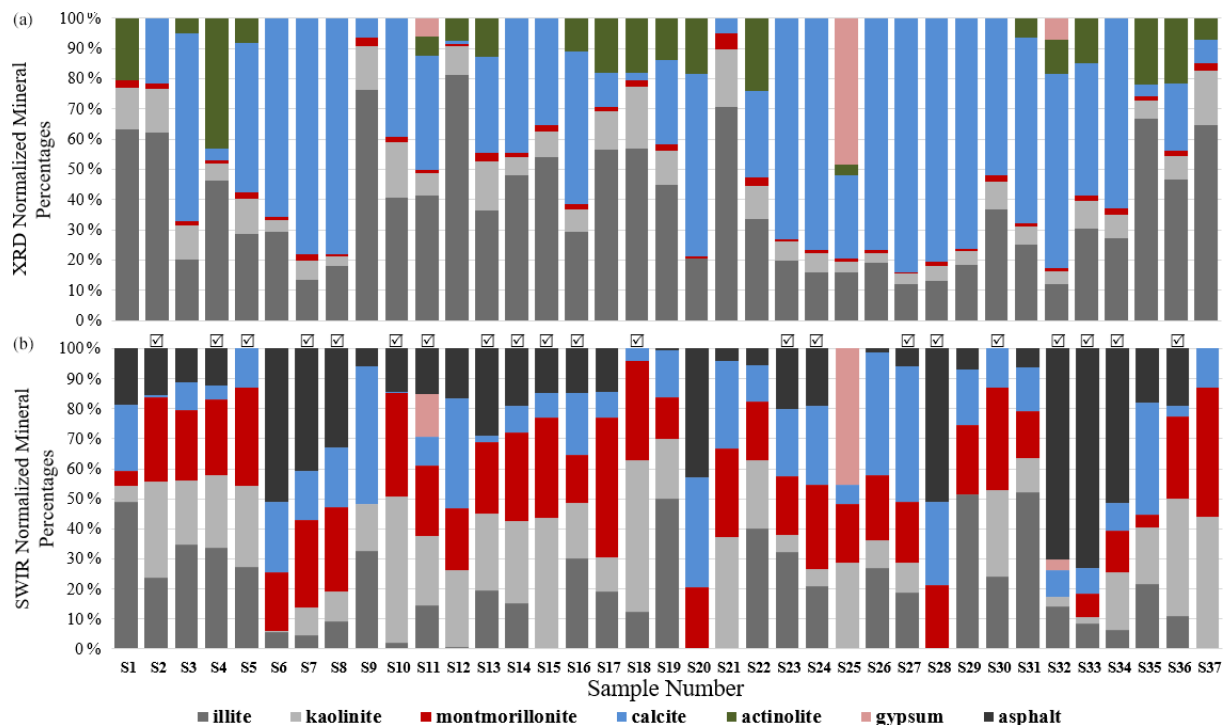 (a)
XRD Normalized Mineral
Percentages
100 %
90 %
80 %
70 %
60 %
50 %
40 %
30 %
20 %
10 %
0 %
(b)
SWIR Normalized Mineral
Percentages
100 %
90 %
80 %
70 %
60 %
50 %
40 %
30 %
20 %
10 %
0 %
S1 S2 S3 S4 S5 S6 S7 S8 S9 S10 S11 S12 S13 S14 S15 S16 S17 S18 S19 S20 S21 S22 S23 S24 S25 S26 S27 S28 S29 S30 S31 S32 S33 S34 S35 S36 S37
Sample Number
illite kaolinite montmorillonite calcite actinolite gypsum asphalt